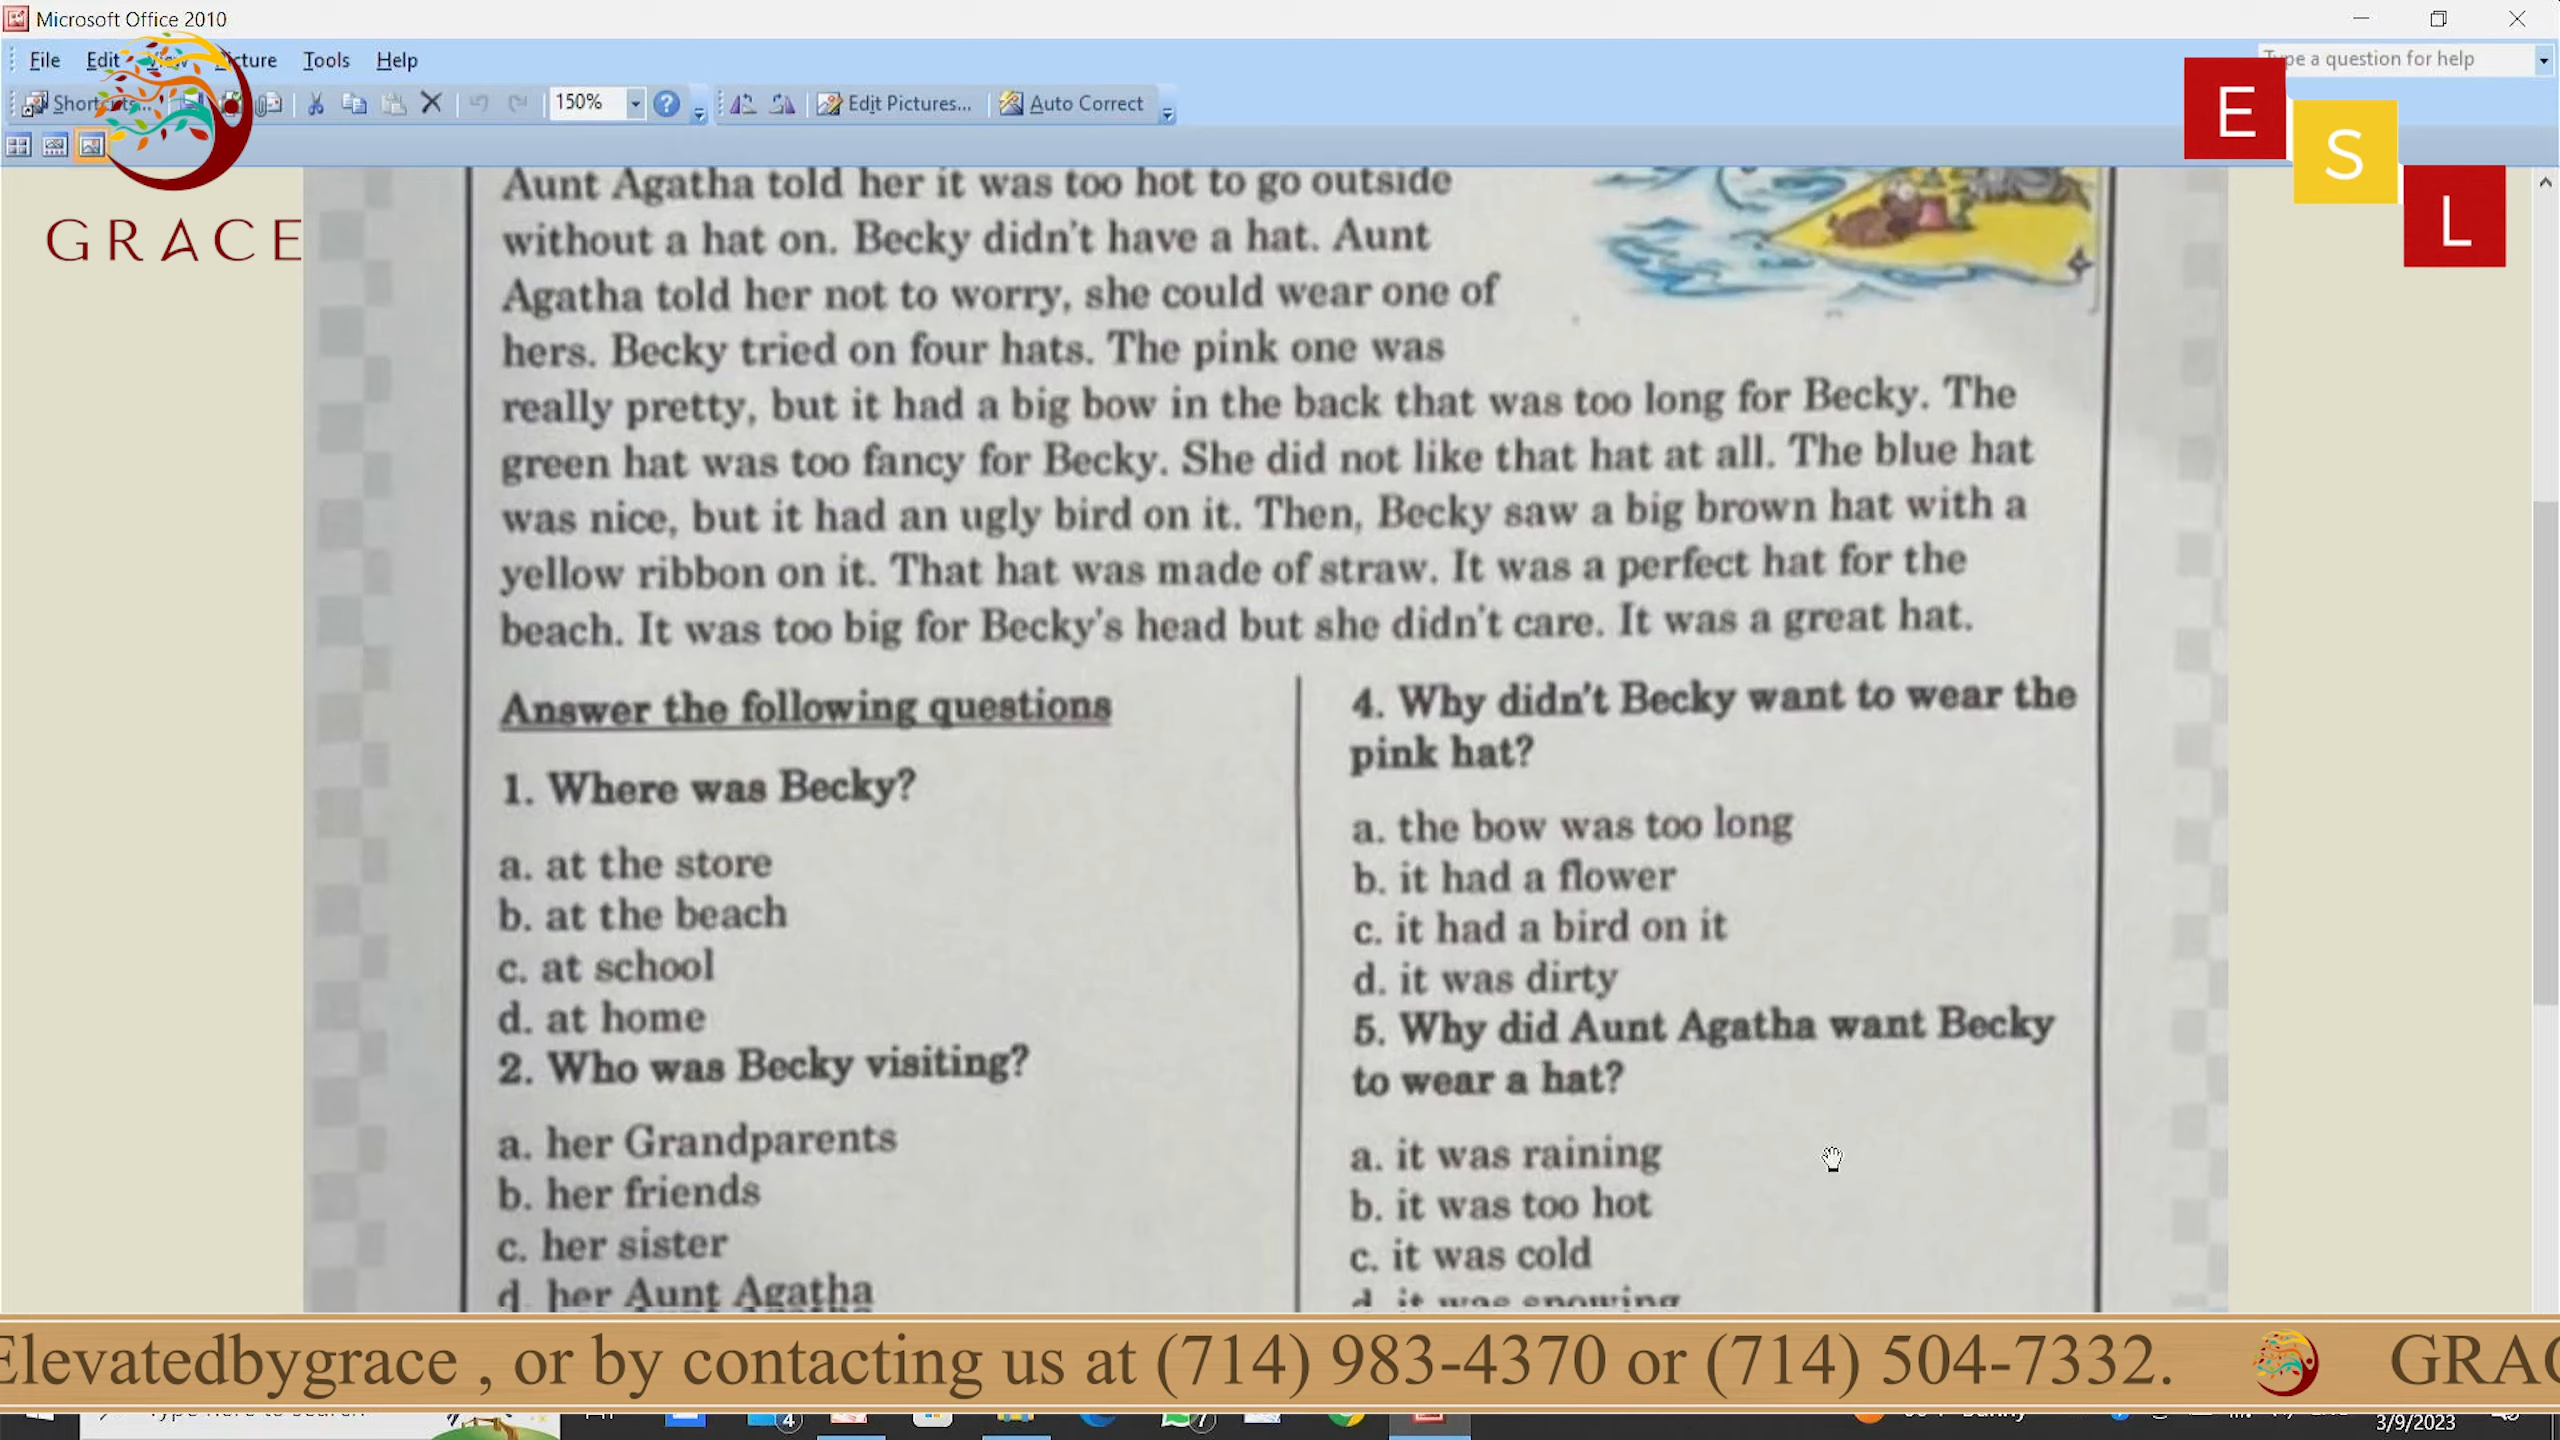 Microsoft Office 2010
File Edit Picture Tools Help
Type a question for help
150%
Edit Pictures...
Auto Correct
GRACE
E
S
L
Aunt Agatha told her it was too hot to go outside
without a hat on. Becky didn't have a hat. Aunt
Agatha told her not to worry, she could wear one of
hers. Becky tried on four hats. The pink one was
really pretty, but it had a big bow in the back that was too long for Becky. The
green hat was too fancy for Becky. She did not like that hat at all. The blue hat
was nice, but it had an ugly bird on it. Then, Becky saw a big brown hat with a
yellow ribbon on it. That hat was made of straw. It was a perfect hat for the
beach. It was too big for Becky's head but she didn't care. It was a great hat.
Answer the following questions
1. Where was Becky?
a. at the store
b. at the beach
c. at school
d. at home
2. Who was Becky visiting?
a. her Grandparents
b. her friends
c. her sister
d. her Aunt Agatha
4. Why didn't Becky want to wear the
pink hat?
a. the bow was too long
b. it had a flower
c. it had a bird on it
d. it was dirty
5. Why did Aunt Agatha want Becky
to wear a hat?
a. it was raining
b. it was too hot
c. it was cold
d. it was snowing
Elevatedbygrace , or by contacting us at (714) 983-4370 or (714) 504-7332.
GRAC
4
7
3/9/2023